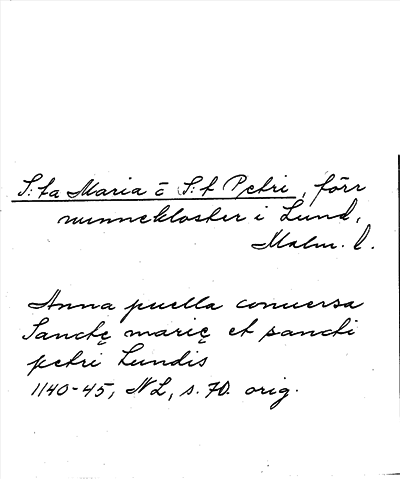 S:ta Maria o S:t Petri, förr
nunnekloster i Lund,
Malm. l.
Anna puella conuersa
Sanctę marię et sancti
petri Lundis
1140-45, NL, s. 70. orig.